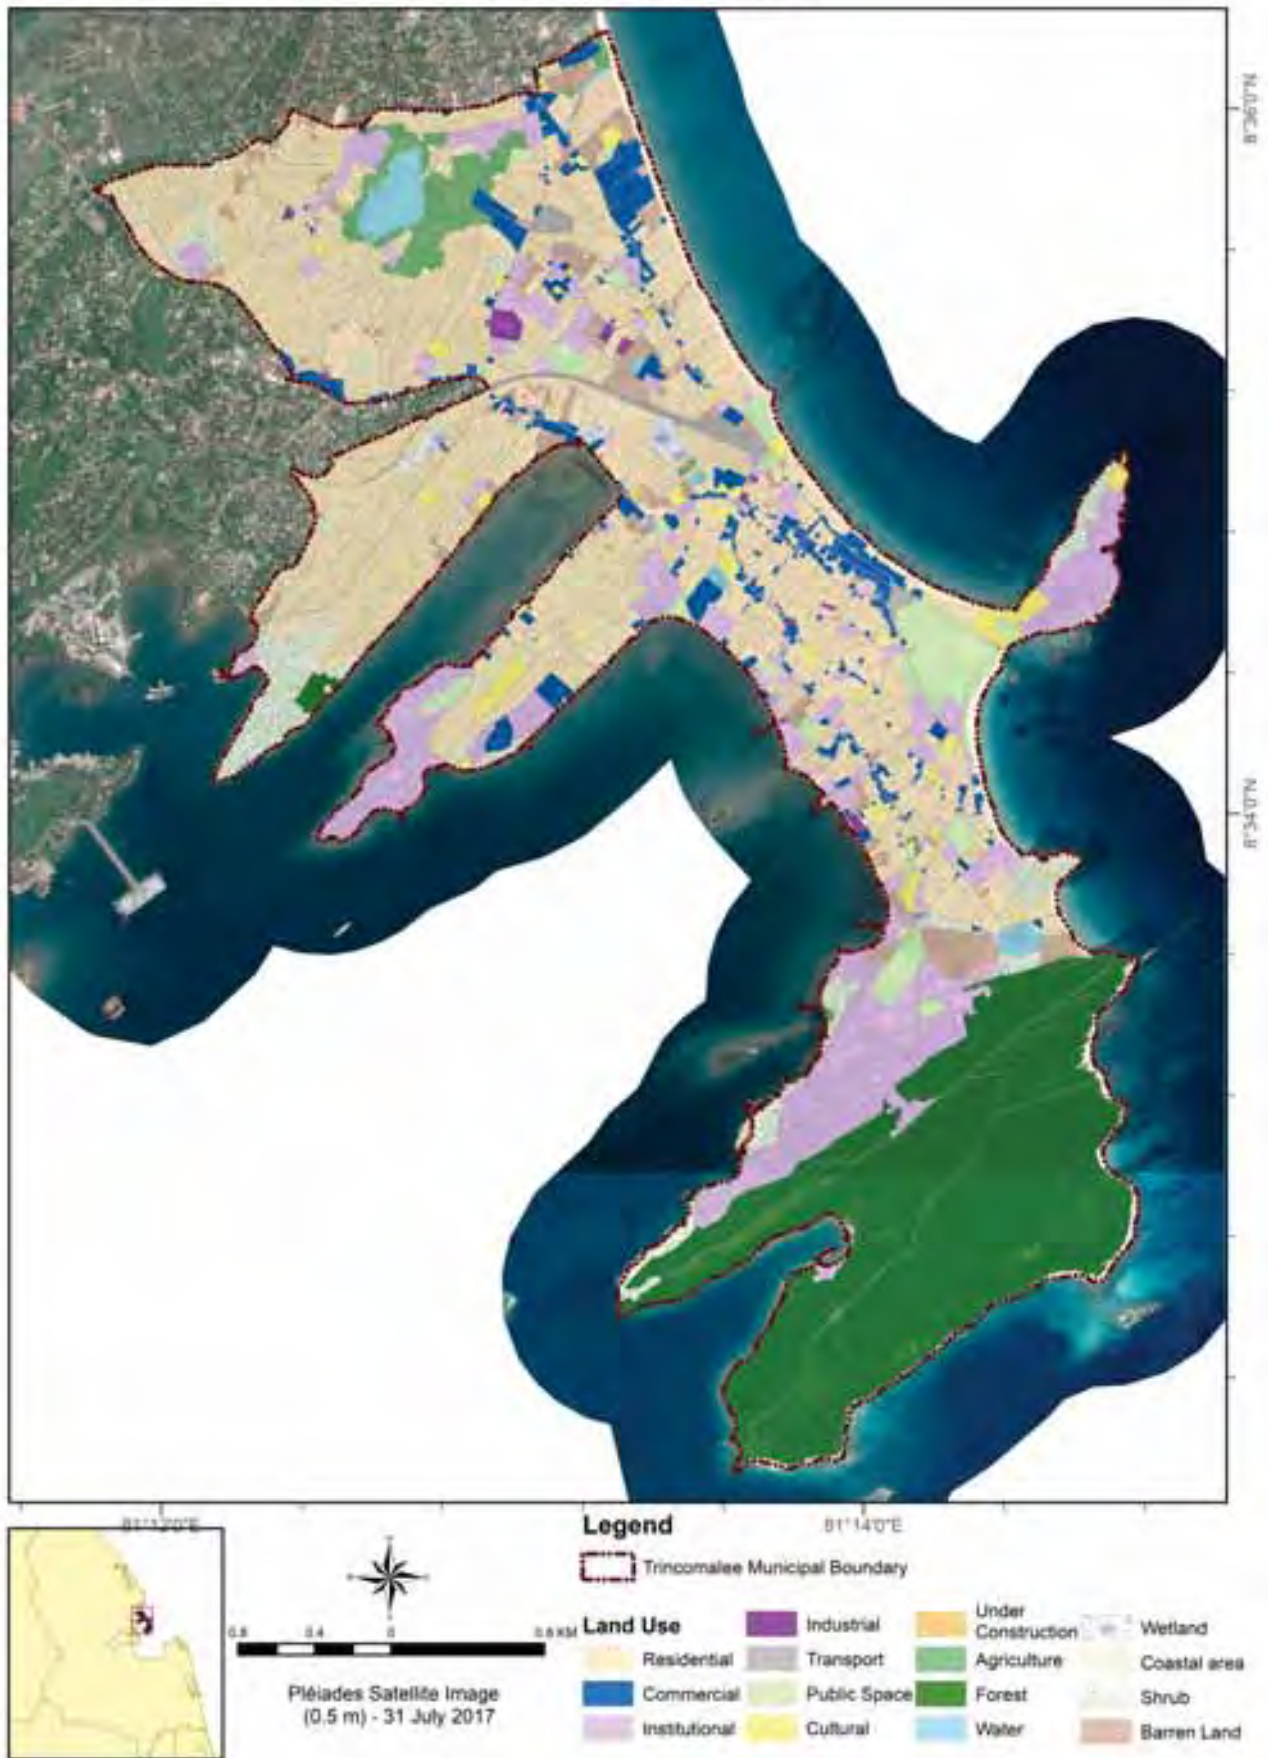 8°36'0"N
8°34'0"N
81°12'0"E
81°14'0"E
Legend
Trincomalee Municipal Boundary
Land Use
Residential
Commercial
Institutional
Industrial
Transport
Public Space
Cultural
Under
Construction
Agriculture
Forest
Water
Wetland
Coastal area
Shrub
Barren Land
0.8 0.4 0 0.8 KM
Pléiades Satellite Image
(0.5 m) - 31 July 2017